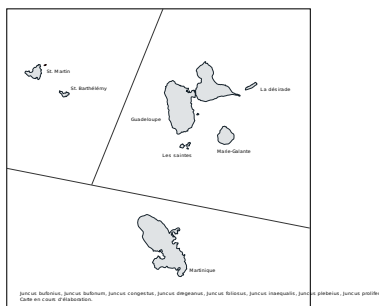 St. Martin
St. Barthélémy
La désirade
Guadeloupe
Les saintes
Marie-Galante
Martinique
Juncus bufonius, Juncus bufonum, Juncus congestus, Juncus dregeanus, Juncus foliosus, Juncus inaequalis, Juncus plebeius, Juncus prolifer
Carte en cours d'élaboration.